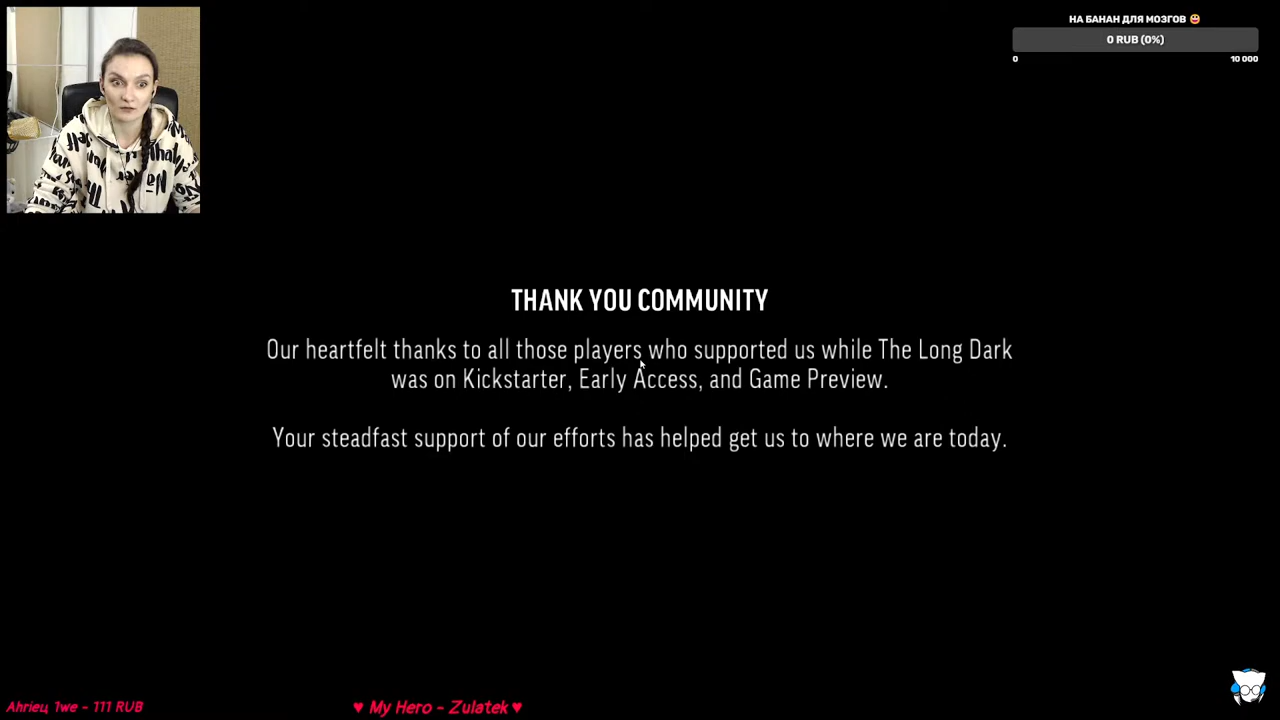 НА БАНАН ДЛЯ МОЗГОВ 😃
0 RUB (0%)
0
10 000
THANK YOU COMMUNITY
Our heartfelt thanks to all those players who supported us while The Long Dark
was on Kickstarter, Early Access, and Game Preview.
Your steadfast support of our efforts has helped get us to where we are today.
Ahrieц 1we - 111 RUB
♥ My Hero - Zulatek ♥